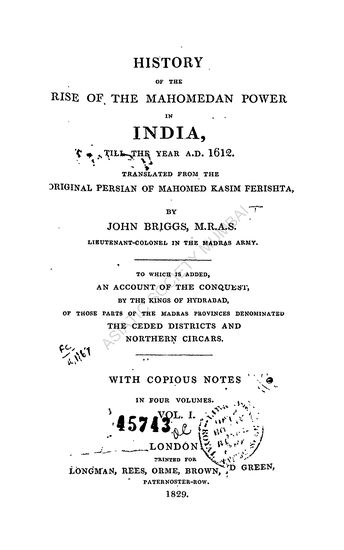 HISTORY
OF THE
RISE OF THE MAHOMEDAN POWER
IN
INDIA,
TILL THE YEAR A.D. 1612.
TRANSLATED FROM THE
ORIGINAL PERSIAN OF MAHOMED KASIM FERISHTA,
BY
JOHN BRIGGS, M.R.A.S.
LIEUTENANT-COLONEL IN THE MADRAS ARMY.
TO WHICH IS ADDED,
AN ACCOUNT OF THE CONQUEST,
BY THE KINGS OF HYDRABAD,
OF THOSE PARTS OF THE MADRAS PROVINCES DENOMINATED
THE CEDED DISTRICTS AND
NORTHERN CIRCARS.
WITH COPIOUS NOTES
IN FOUR VOLUMES.
VOL. I.
45743
LONDON
PRINTED FOR
LONGMAN, REES, ORME, BROWN, D GREEN,
PATERNOSTER-ROW.
1829.
ASIATIC SOCIETY MUMBAI